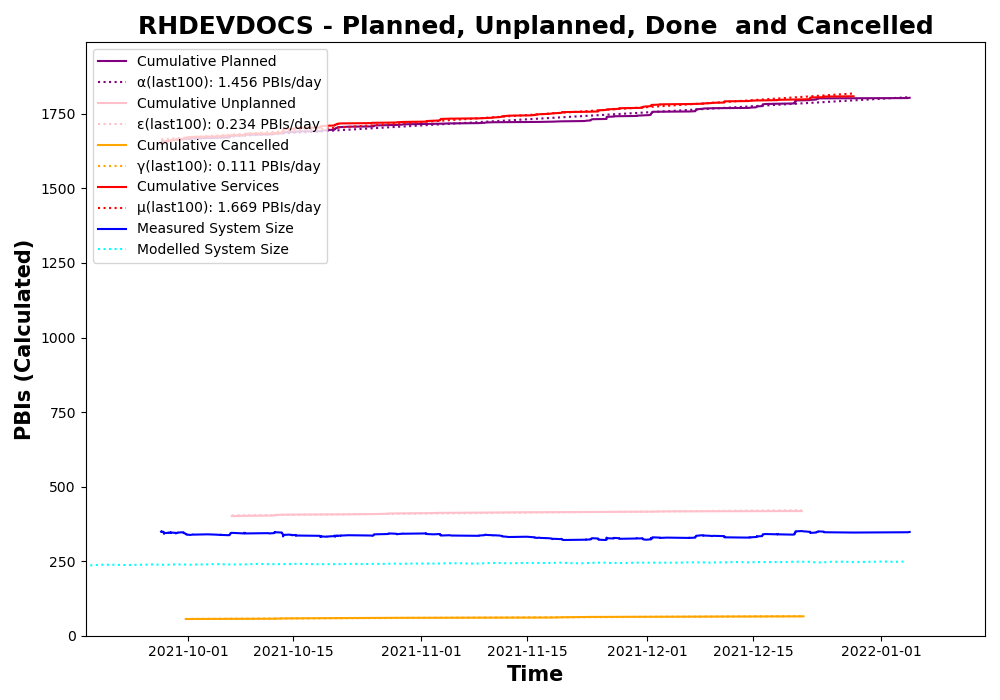 RHDEVDOCS - Planned, Unplanned, Done  and Cancelled
Cumulative Planned
α(last100): 1.456 PBIs/day
Cumulative Unplanned
ε(last100): 0.234 PBIs/day
Cumulative Cancelled
γ(last100): 0.111 PBIs/day
Cumulative Services
μ(last100): 1.669 PBIs/day
Measured System Size
Modelled System Size
PBIs (Calculated)
1750
1500
1250
1000
750
500
250
0
2021-10-01 2021-10-15 2021-11-01 2021-11-15 2021-12-01 2021-12-15 2022-01-01
Time